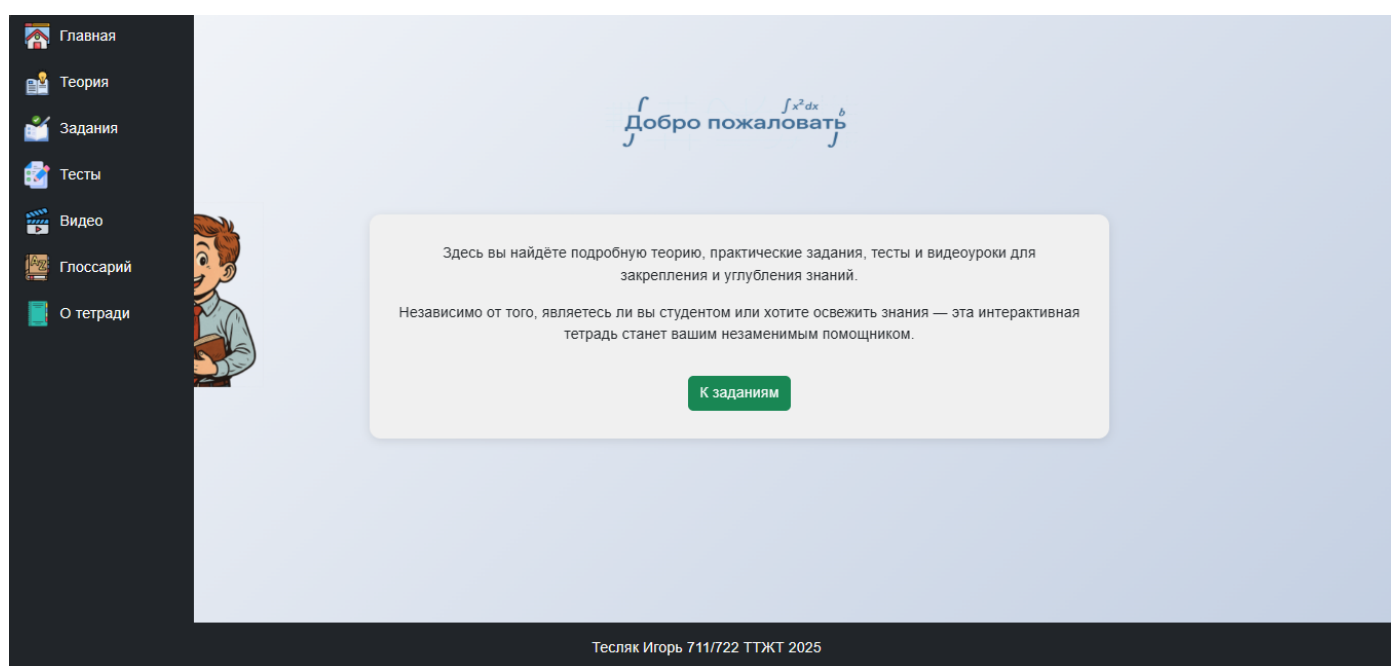 Главная
Теория
Задания
Тесты
Видео
Глоссарий
О тетради
∫x²dx
b
Добро пожаловать
Здесь вы найдёте подробную теорию, практические задания, тесты и видеоуроки для
закрепления и углубления знаний.
Независимо от того, являетесь ли вы студентом или хотите освежить знания — эта интерактивная
тетрадь станет вашим незаменимым помощником.
К заданиям
Тесляк Игорь 711/722 ТТЖТ 2025